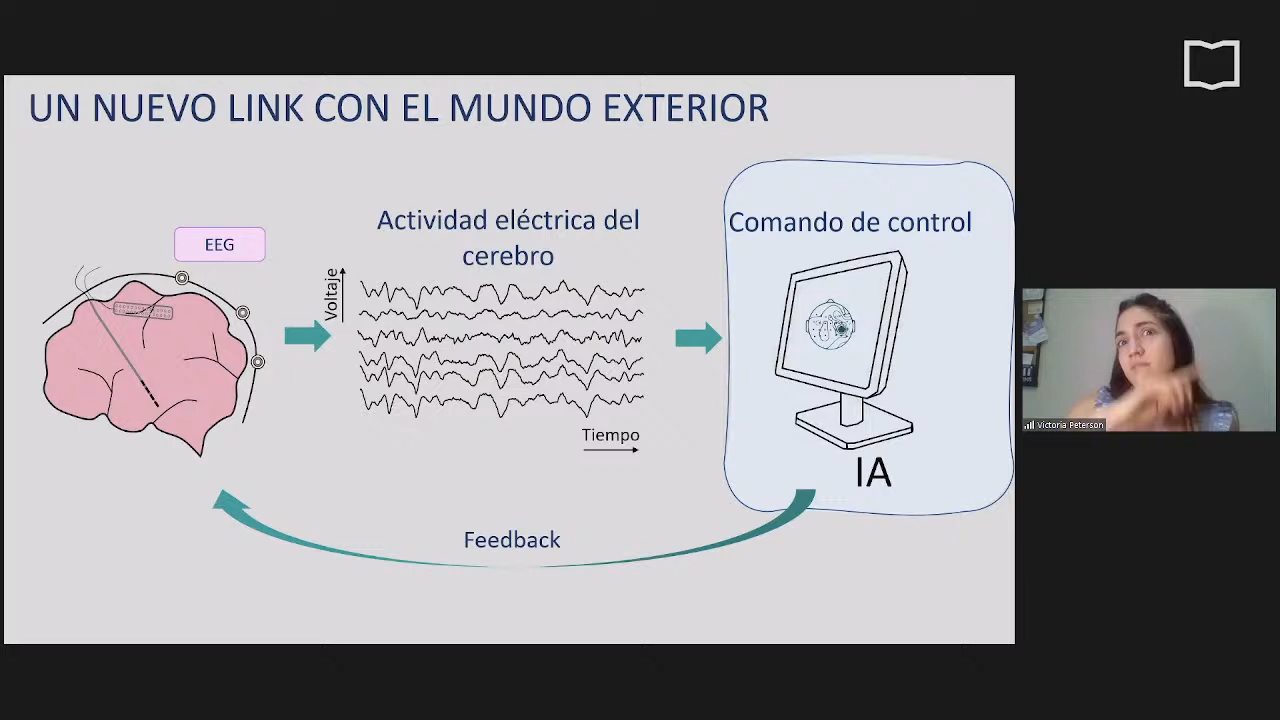 UN NUEVO LINK CON EL MUNDO EXTERIOR
EEG
Actividad eléctrica del
cerebro
Voltaje
Tiempo
Comando de control
IA
Feedback
Victoria Peterson